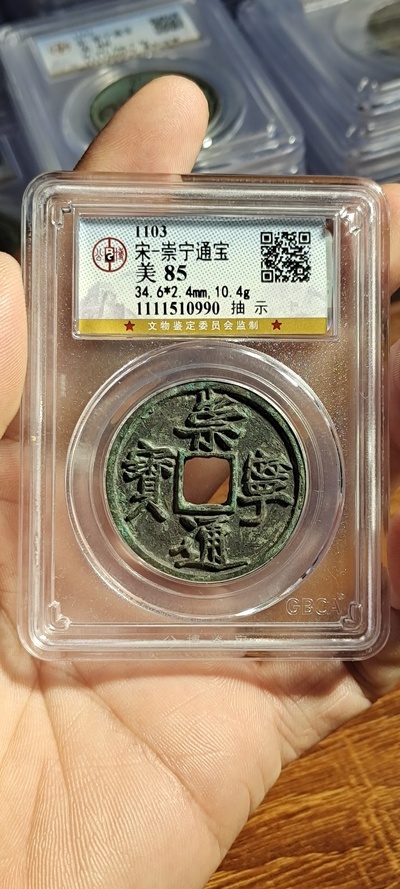 1103
宋-崇宁通宝
美 85
34.6*2.4mm,10.4g
1111510990 抽 示
★ 文物鉴定委员会监制 ★
崇寧通寳
GBCA